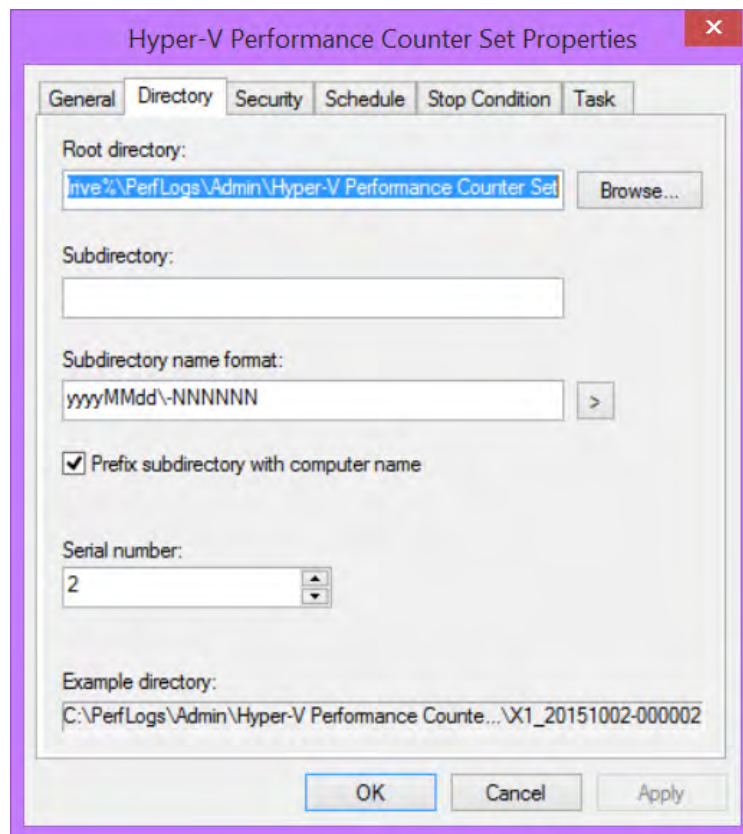 Hyper-V Performance Counter Set Properties
General Directory Security Schedule Stop Condition Task
Root directory:
rive%\PerfLogs\Admin\Hyper-V Performance Counter Set
Browse...
Subdirectory:
Subdirectory name format:
yyyyMMdd\-NNNNNN
>
Prefix subdirectory with computer name
Serial number:
2
Example directory:
C:\PerfLogs\Admin\Hyper-V Performance Counte...\X1_20151002-000002
OK Cancel Apply